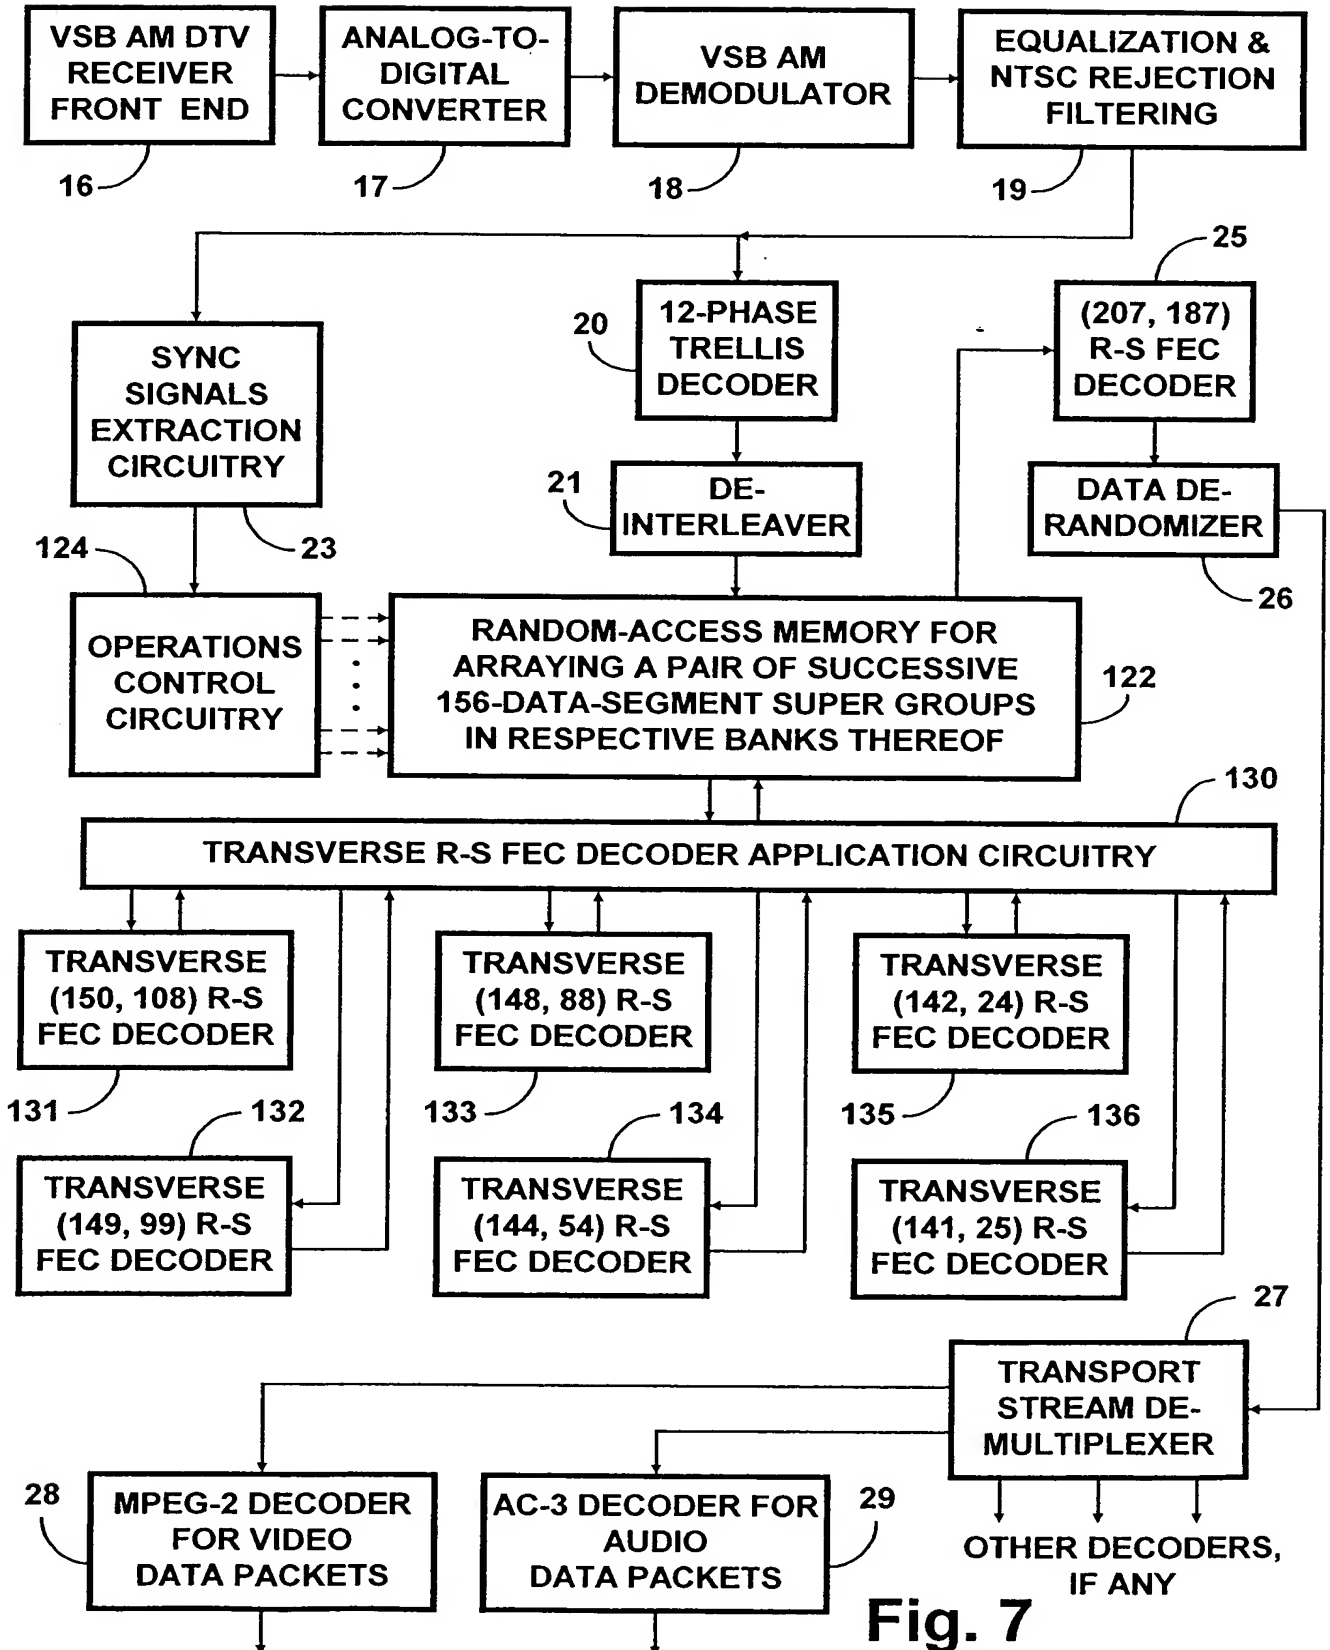 VSB AM DTV
RECEIVER
FRONT END
16
ANALOG-TO-
DIGITAL
CONVERTER
17
VSB AM
DEMODULATOR
18
EQUALIZATION &
NTSC REJECTION
FILTERING
19
SYNC
SIGNALS
EXTRACTION
CIRCUITRY
23
20
12-PHASE
TRELLIS
DECODER
25
(207, 187)
R-S FEC
DECODER
21
DE-
INTERLEAVER
DATA DE-
RANDOMIZER
26
124
OPERATIONS
CONTROL
CIRCUITRY
RANDOM-ACCESS MEMORY FOR
ARRAYING A PAIR OF SUCCESSIVE
156-DATA-SEGMENT SUPER GROUPS
IN RESPECTIVE BANKS THEREOF
122
130
TRANSVERSE R-S FEC DECODER APPLICATION CIRCUITRY
TRANSVERSE
(150, 108) R-S
FEC DECODER
131
TRANSVERSE
(148, 88) R-S
FEC DECODER
133
TRANSVERSE
(142, 24) R-S
FEC DECODER
135
132
TRANSVERSE
(149, 99) R-S
FEC DECODER
134
TRANSVERSE
(144, 54) R-S
FEC DECODER
136
TRANSVERSE
(141, 25) R-S
FEC DECODER
27
TRANSPORT
STREAM DE-
MULTIPLEXER
28
MPEG-2 DECODER
FOR VIDEO
DATA PACKETS
AC-3 DECODER FOR
AUDIO
DATA PACKETS
29
OTHER DECODERS,
IF ANY
Fig. 7